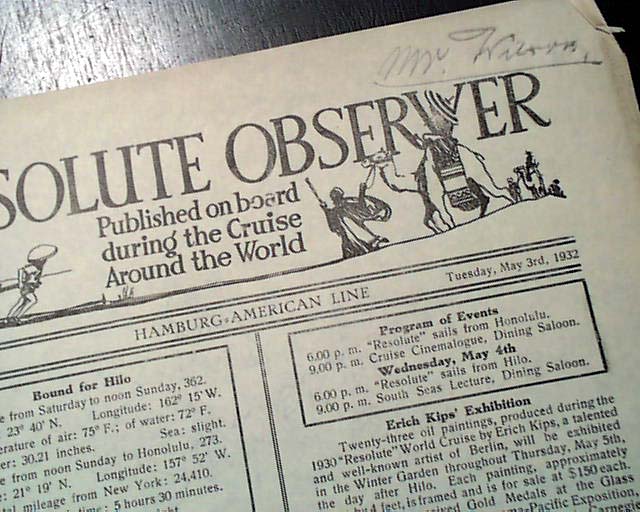 Mr. Wilson,
SOLUTE OBSERVER
Published on board
during the Cruise
Around the World
HAMBURG-AMERICAN LINE
Tuesday, May 3rd, 1932
Bound for Hilo
from Saturday to noon Sunday, 362.
23° 40' N. Longitude: 162° 15' W.
of air: 75° F.; of water: 72° F.
30.21 inches. Sea: slight.
from noon Sunday to Honolulu, 273.
21° 19' N. Longitude: 157° 52' W.
mileage from New York: 24,410.
5 hours 30 minutes.
Program of Events
6.00 p. m. "Resolute" sails from Honolulu.
9.00 p. m. Cruise Cinemalogue, Dining Saloon.
Wednesday, May 4th
6.00 p. m. "Resolute" sails from Hilo.
9.00 p. m. South Seas Lecture, Dining Saloon.
Erich Kips' Exhibition
Twenty-three oil paintings, produced during the
1930 "Resolute" World Cruise by Erich Kips, a talented
and well-known artist of Berlin, will be exhibited
in the Winter Garden throughout Thursday, May 5th,
the day after Hilo. Each painting, approximately
feet, is framed and is for sale at $150 each.
Gold Medals at the Glass
Exposition